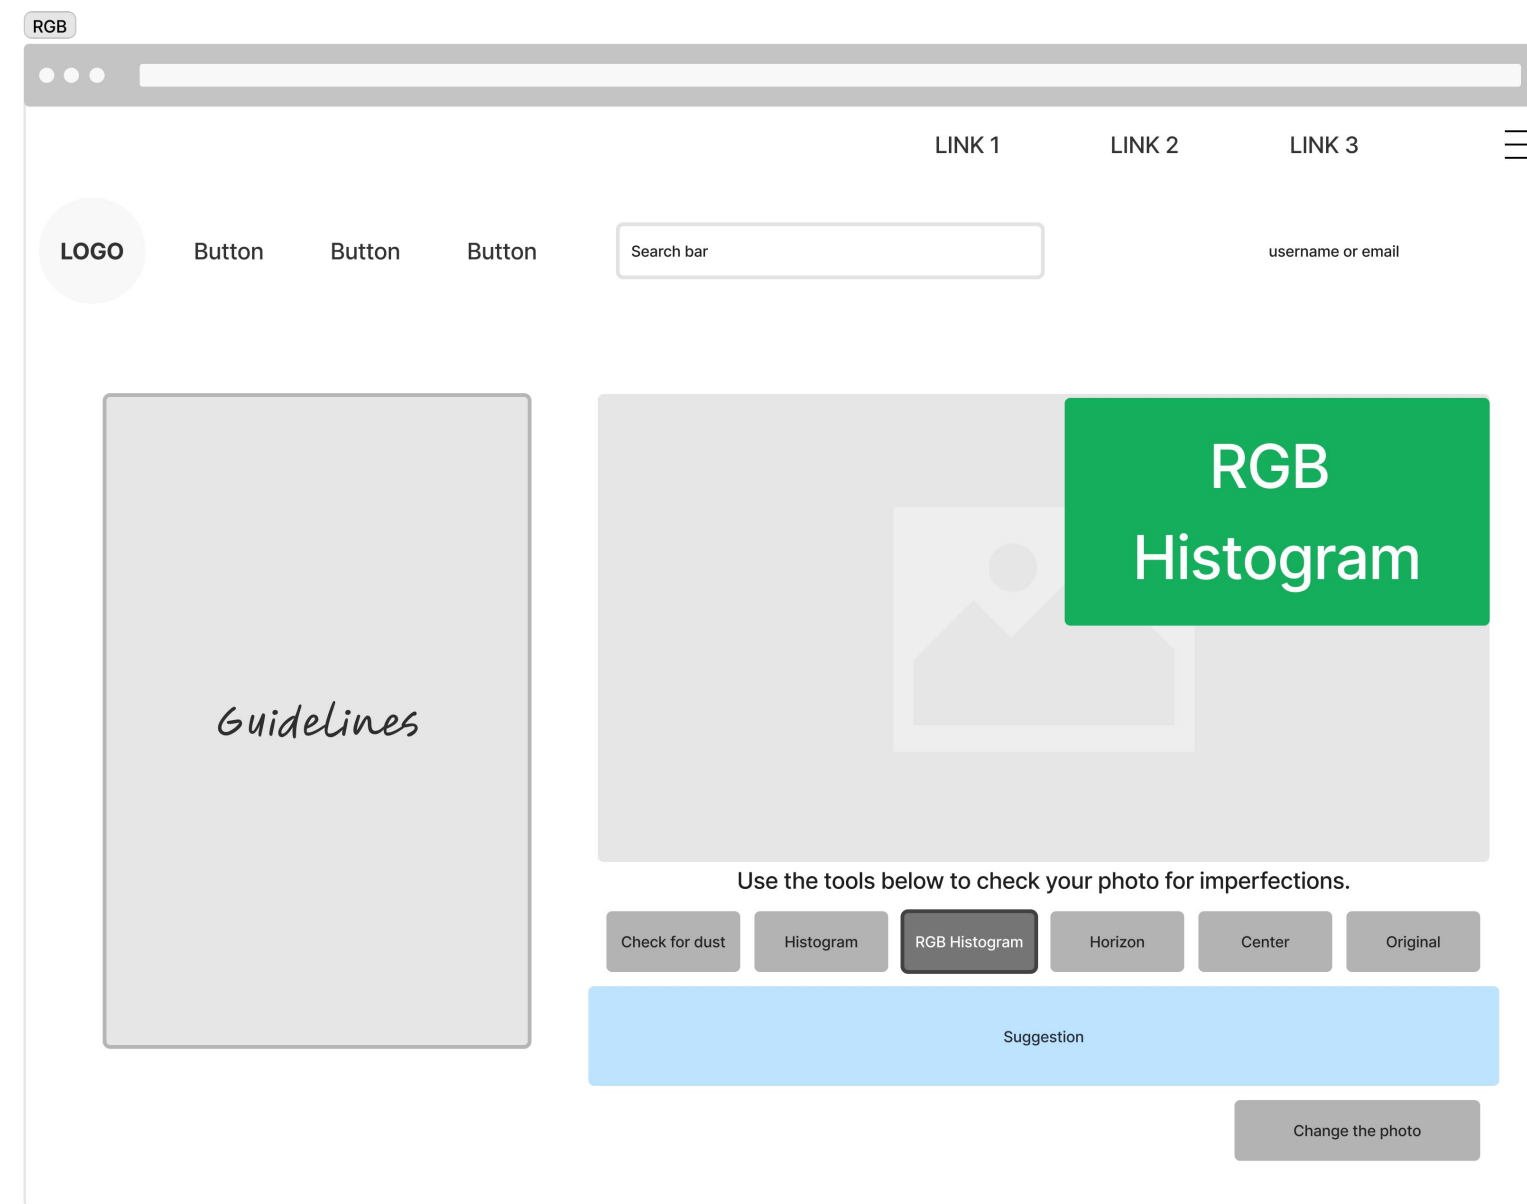 RGB
LINK 1 LINK 2 LINK 3
LOGO Button Button Button Search bar username or email
RGB
Histogram
Guidelines
Use the tools below to check your photo for imperfections.
Check for dust Histogram RGB Histogram Horizon Center Original
Suggestion
Change the photo